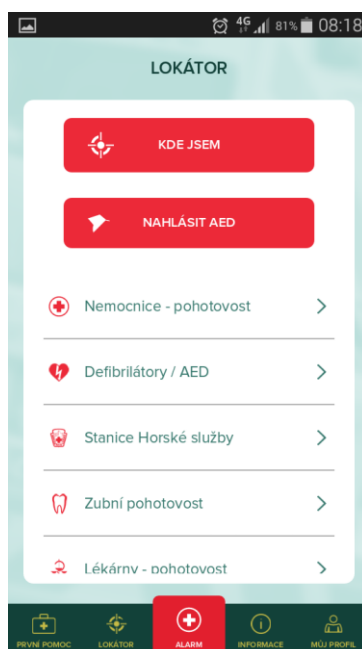 4G 81% 08:18
LOKÁTOR
KDE JSEM
NAHLÁSIT AED
Nemocnice - pohotovost
Defibrilátory / AED
Stanice Horské služby
Zubní pohotovost
Lékárny - pohotovost
PRVNÍ POMOC LOKÁTOR ALARM INFORMACE MŮJ PROFIL